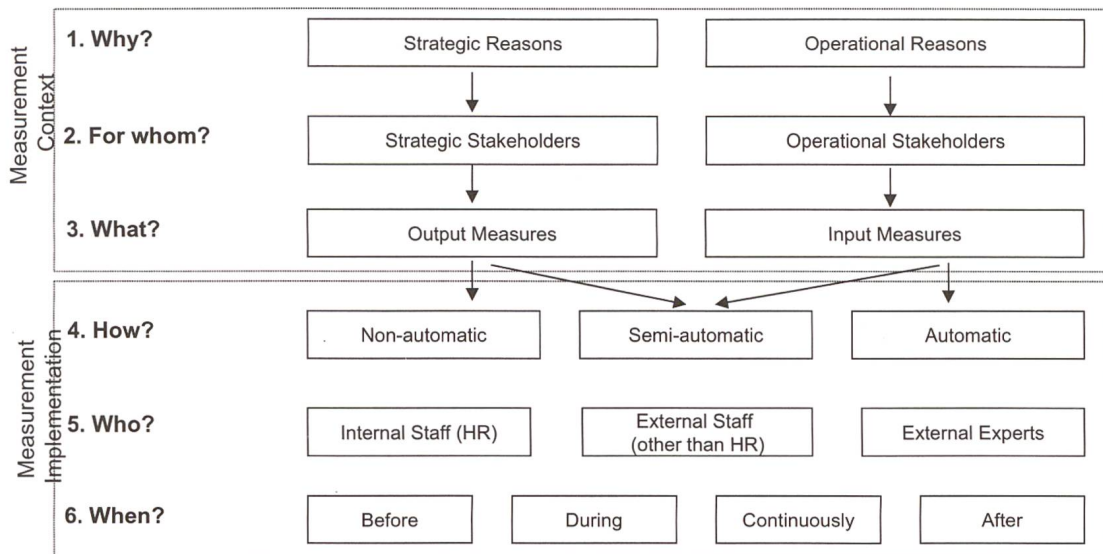 Measurement
Context
1. Why?
Strategic Reasons
Operational Reasons
2. For whom?
Strategic Stakeholders
Operational Stakeholders
3. What?
Output Measures
Input Measures
Measurement
Implementation
4. How?
Non-automatic
Semi-automatic
Automatic
5. Who?
Internal Staff (HR)
External Staff
(other than HR)
External Experts
6. When?
Before
During
Continuously
After